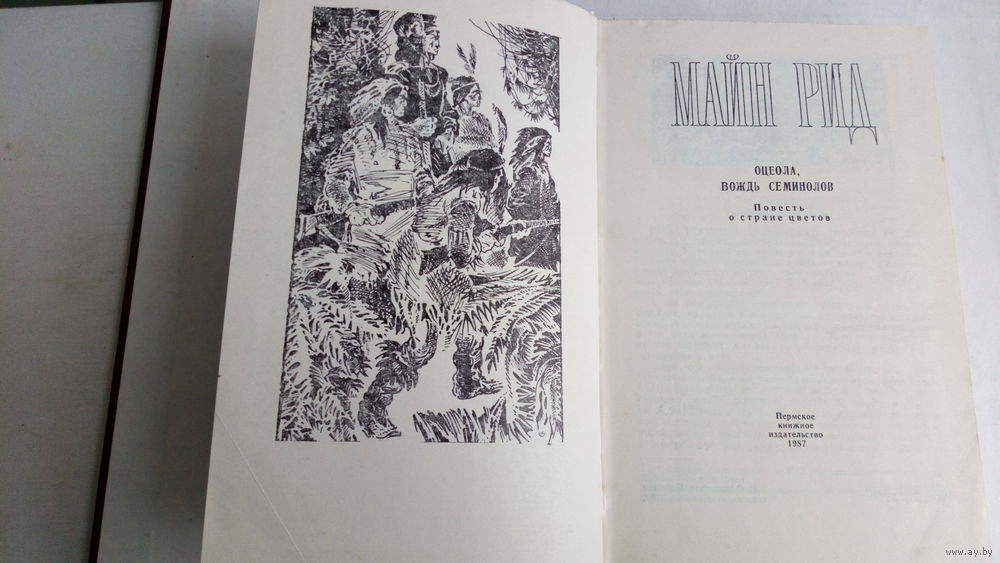 МАЙН РИД
ОЦЕОЛА,
ВОЖДЬ СЕМИНОЛОВ
Повесть
о стране цветов
Пермское
книжное
издательство
1987
www.ay.by